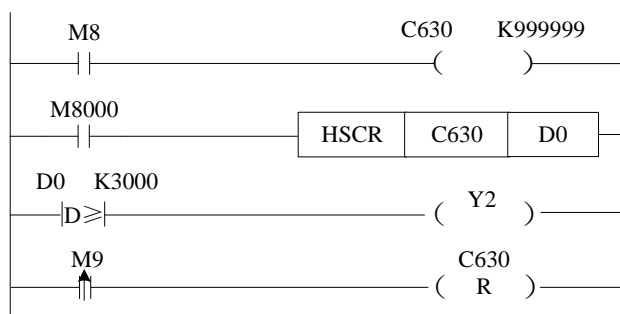 M8 C630 K999999
M8000
HSCR C630 D0
D0 K3000
D≥ Y2
M9 C630
R